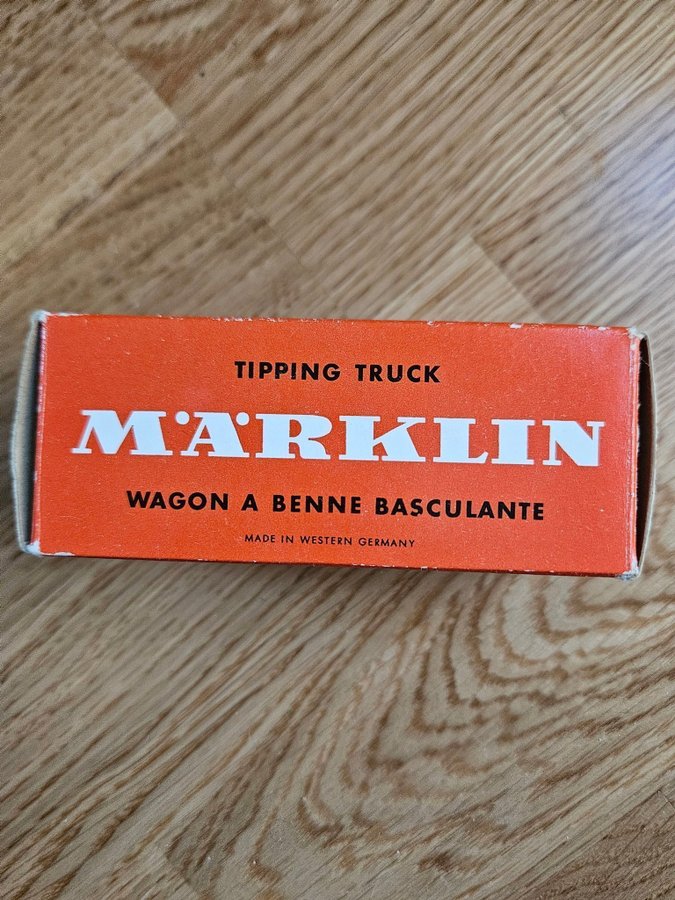 TIPPING TRUCK
MÄRKLIN
WAGON A BENNE BASCULANTE
MADE IN WESTERN GERMANY